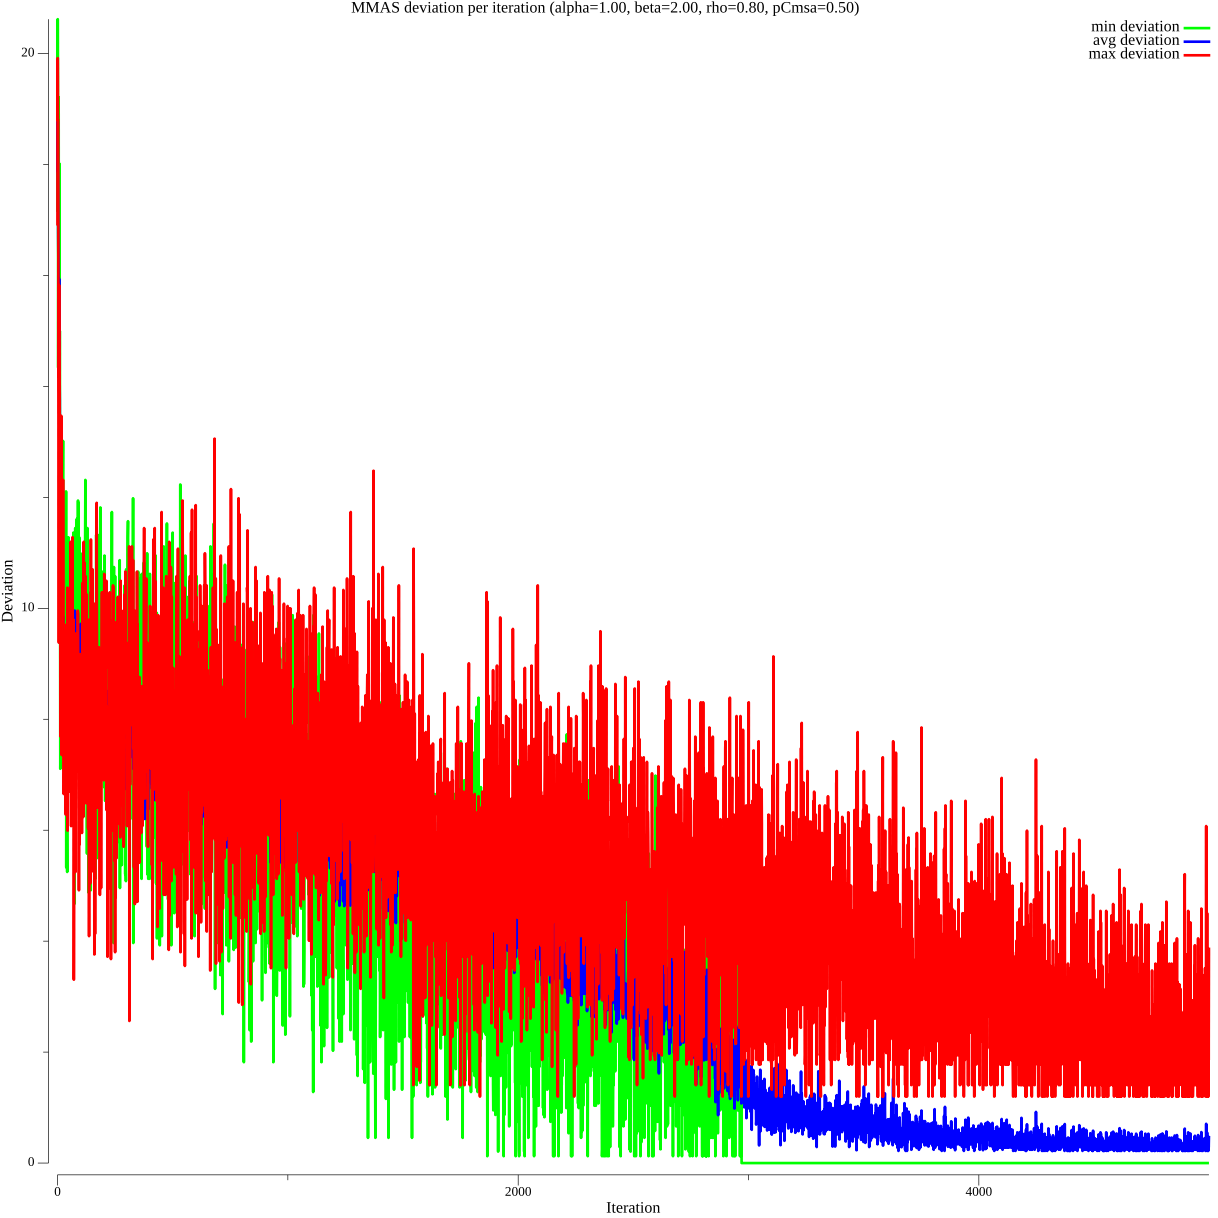 MMAS deviation per iteration (alpha=1.00, beta=2.00, rho=0.80, pCmsa=0.50)
min deviation
avg deviation
max deviation
20
10
0
Deviation
0
2000
4000
Iteration